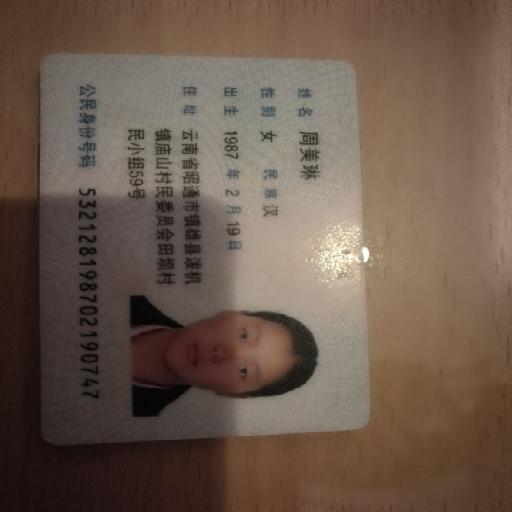 姓名 周美琳
性别 女 民族 汉
出生 1987 年 2 月 19 日
住址 云南省昭通市镇雄县泼机
镇庙山村民委员会田坝村
民小组59号
公民身份号码 532128198702190747